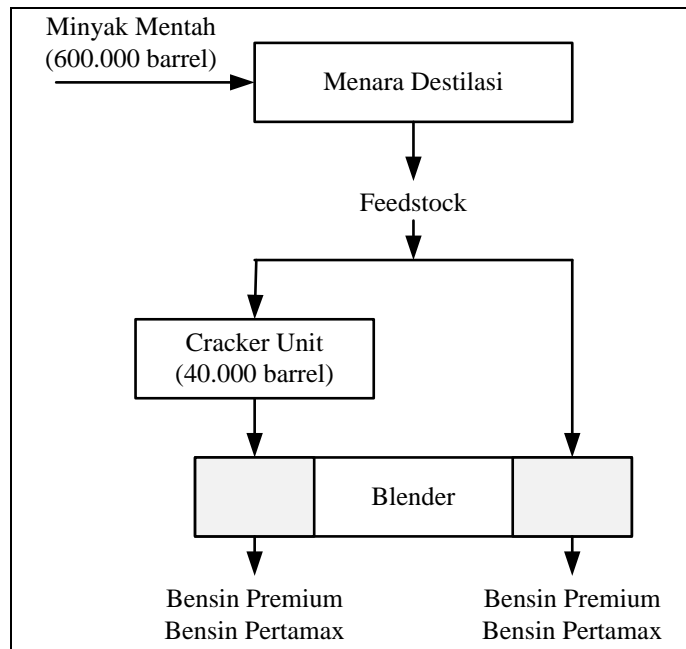 Minyak Mentah
(600.000 barrel)
Menara Destilasi
Feedstock
Cracker Unit
(40.000 barrel)
Blender
Bensin Premium
Bensin Pertamax
Bensin Premium
Bensin Pertamax